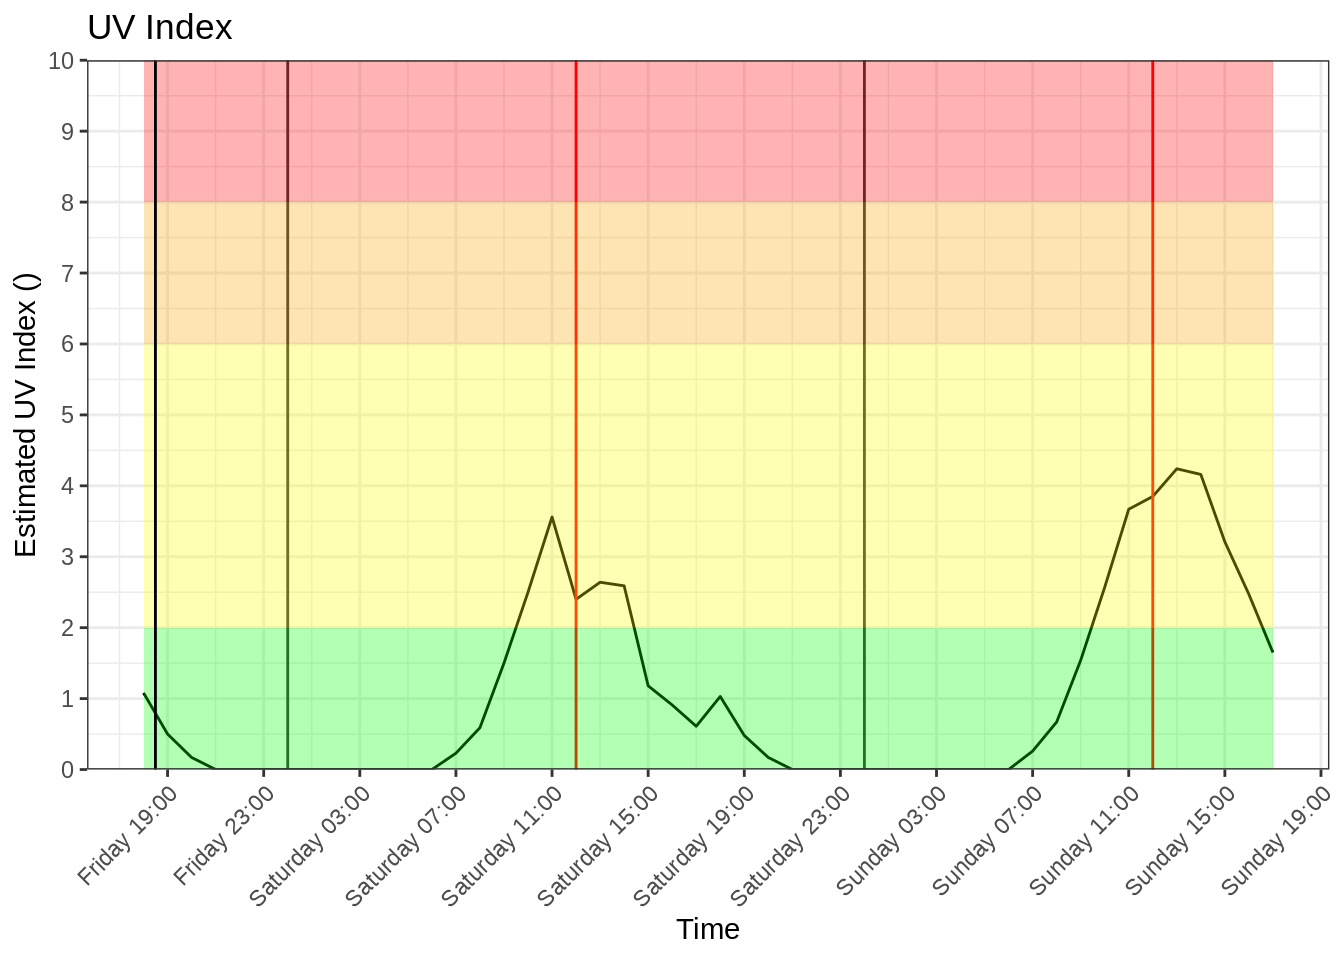 UV Index
Estimated UV Index ()
10
9
8
7
6
5
4
3
2
1
0
Friday 19:00
Friday 23:00
Saturday 03:00
Saturday 07:00
Saturday 11:00
Saturday 15:00
Saturday 19:00
Saturday 23:00
Sunday 03:00
Sunday 07:00
Sunday 11:00
Sunday 15:00
Sunday 19:00
Time